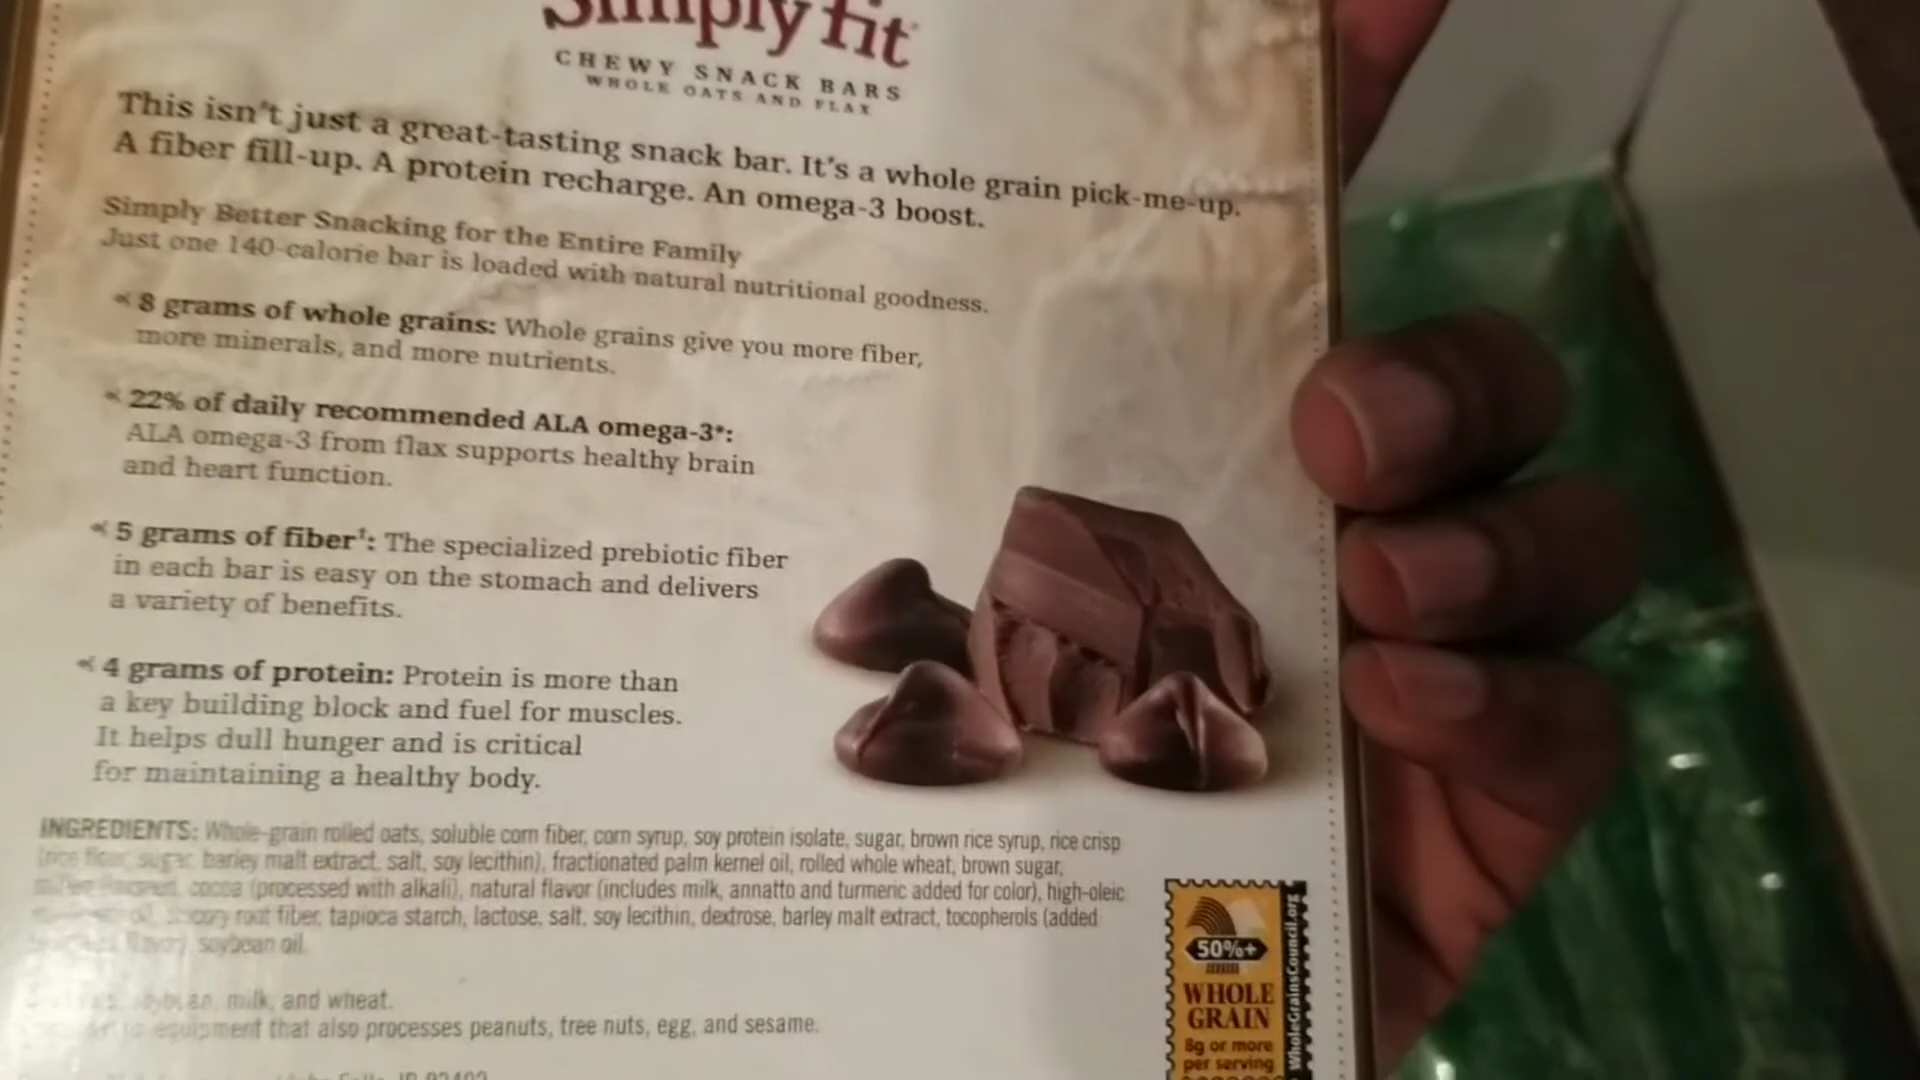 Simply fit
CHEWY SNACK BARS
WHOLE OATS AND FLAX
This isn't just a great-tasting snack bar. It's a whole grain pick-me-up.
A fiber fill-up. A protein recharge. An omega-3 boost.
Simply Better Snacking for the Entire Family
Just one 140-calorie bar is loaded with natural nutritional goodness.
8 grams of whole grains: Whole grains give you more fiber,
more minerals, and more nutrients.
22% of daily recommended ALA omega-3*:
ALA omega-3 from flax supports healthy brain
and heart function.
5 grams of fiber†: The specialized prebiotic fiber
in each bar is easy on the stomach and delivers
a variety of benefits.
4 grams of protein: Protein is more than
a key building block and fuel for muscles.
It helps dull hunger and is critical
for maintaining a healthy body.
INGREDIENTS: Whole-grain rolled oats, soluble corn fiber, corn syrup, soy protein isolate, sugar, brown rice syrup, rice crisp
(rice flour, sugar, barley malt extract, salt, soy lecithin), fractionated palm kernel oil, rolled whole wheat, brown sugar,
cocoa (processed with alkali), natural flavor (includes milk, annatto and turmeric added for color), high-oleic
oil, chicory root fiber, tapioca starch, lactose, salt, soy lecithin, dextrose, barley malt extract, tocopherols (added
soybean oil.
soybean, milk, and wheat.
equipment that also processes peanuts, tree nuts, egg, and sesame.
50%+
WHOLE
GRAIN
8g or more
per serving
WholeGrainsCouncil.org